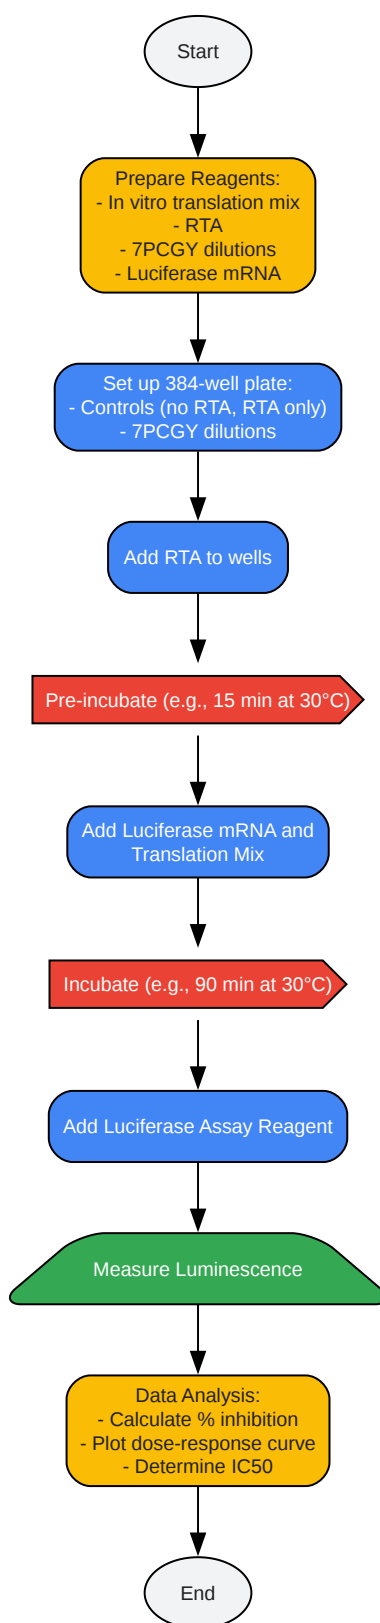 Start
Prepare Reagents:
- In vitro translation mix
- RTA
- 7PCGY dilutions
- Luciferase mRNA
Set up 384-well plate:
- Controls (no RTA, RTA only)
- 7PCGY dilutions
Add RTA to wells
Pre-incubate (e.g., 15 min at 30°C)
Add Luciferase mRNA and
Translation Mix
Incubate (e.g., 90 min at 30°C)
Add Luciferase Assay Reagent
Measure Luminescence
Data Analysis:
- Calculate % inhibition
- Plot dose-response curve
- Determine IC50
End